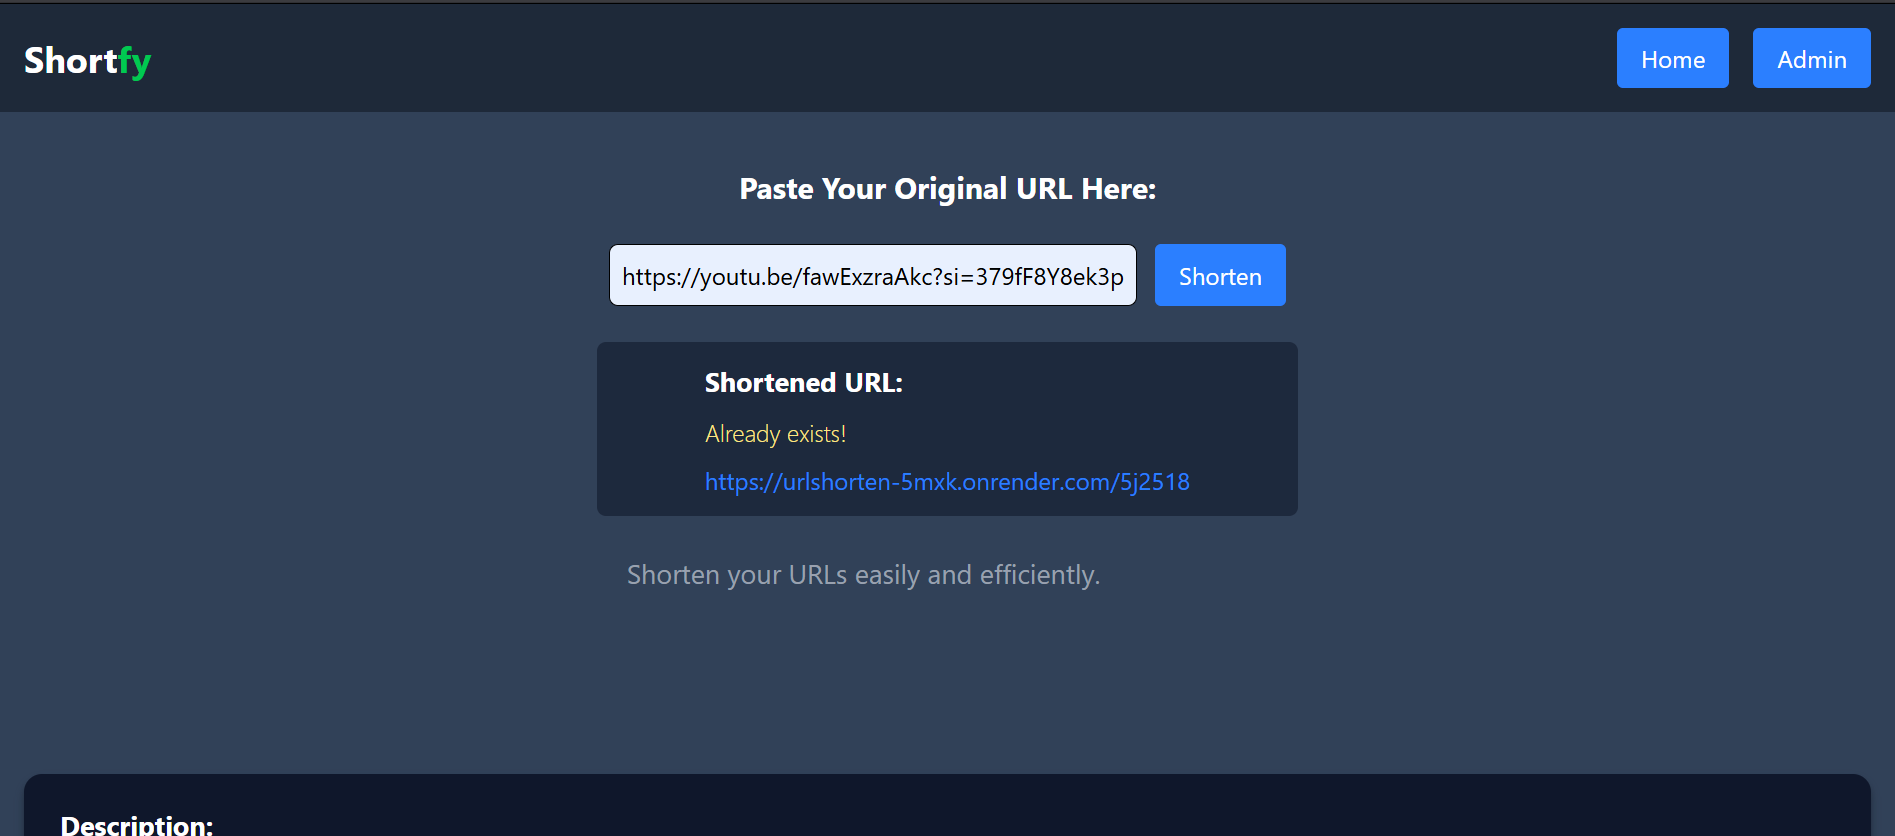 Shortfy
Home
Admin
Paste Your Original URL Here:
https://youtu.be/fawExzraAkc?si=379fF8Y8ek3p
Shorten
Shortened URL:
Already exists!
https://urlshorten-5mxk.onrender.com/5j2518
Shorten your URLs easily and efficiently.
Description: